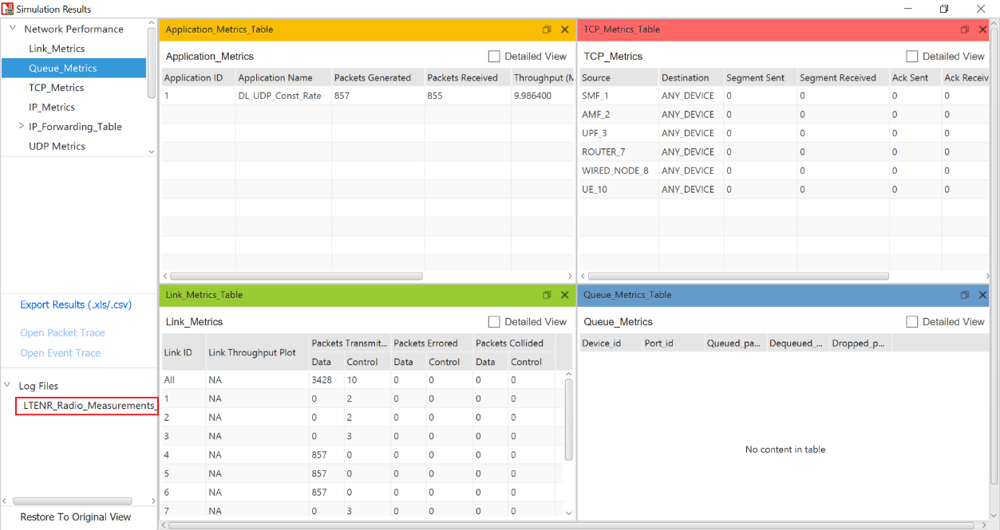 Simulation Results
Network Performance
Link_Metrics
Queue_Metrics
TCP_Metrics
IP_Metrics
IP_Forwarding_Table
UDP Metrics
Export Results (.xls/.csv)
Open Packet Trace
Open Event Trace
Log Files
LTENR_Radio_Measurements_
Restore To Original View
Application_Metrics_Table
Application_Metrics Detailed View
Application ID Application Name Packets Generated Packets Received Throughput (M
1 DL_UDP_Const_Rate 857 855 9.986400
TCP_Metrics_Table
TCP_Metrics Detailed View
Source Destination Segment Sent Segment Received Ack Sent Ack Receiv
SMF_1 ANY_DEVICE 0 0 0 0
AMF_2 ANY_DEVICE 0 0 0 0
UPF_3 ANY_DEVICE 0 0 0 0
ROUTER_7 ANY_DEVICE 0 0 0 0
WIRED_NODE_8 ANY_DEVICE 0 0 0 0
UE_10 ANY_DEVICE 0 0 0 0
Link_Metrics_Table
Link_Metrics Detailed View
Link ID Link Throughput Plot Packets Transmit... Packets Errored Packets Collided
Data Control Data Control Data Control
All NA 3428 10 0 0 0 0
1 NA 0 2 0 0 0 0
2 NA 0 2 0 0 0 0
3 NA 0 3 0 0 0 0
4 NA 857 0 0 0 0 0
5 NA 857 0 0 0 0 0
6 NA 857 0 0 0 0 0
7 NA 0 3 0 0 0 0
Queue_Metrics_Table
Queue_Metrics Detailed View
Device_id Port_id Queued_pa... Dequeued_... Dropped_p...
No content in table